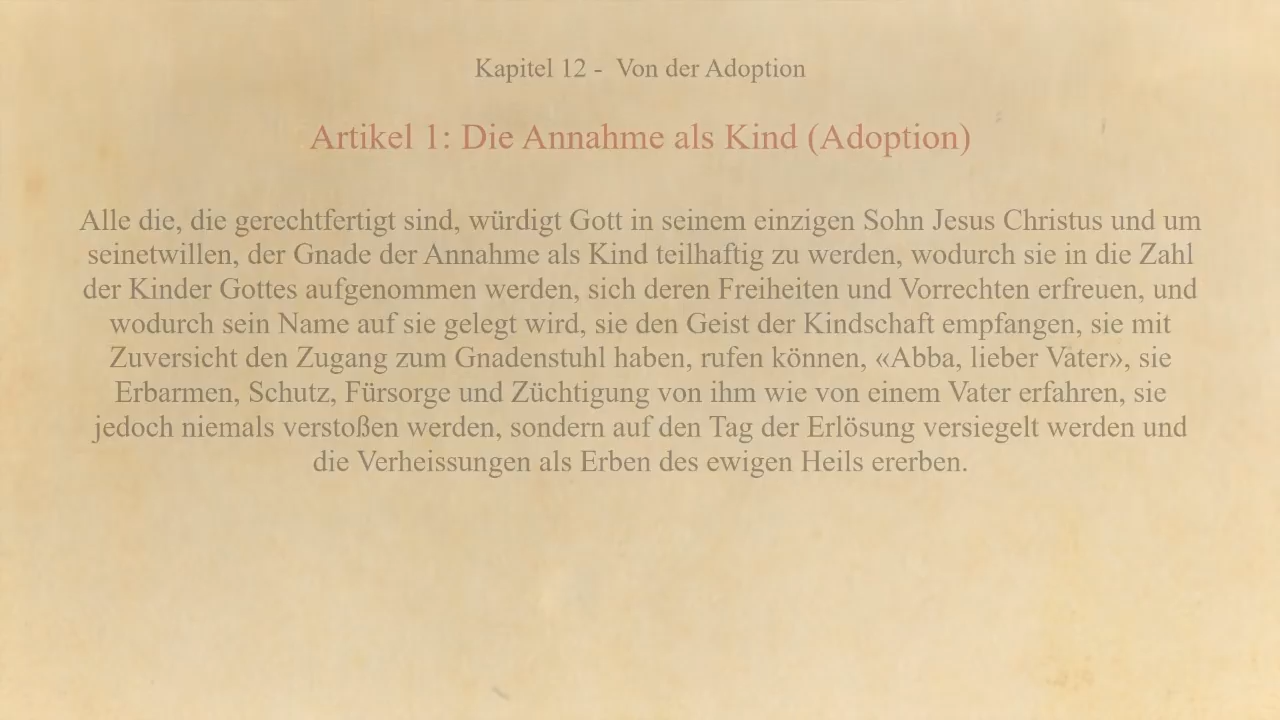 Kapitel 12 -  Von der Adoption
Artikel 1: Die Annahme als Kind (Adoption)
Alle die, die gerechtfertigt sind, würdigt Gott in seinem einzigen Sohn Jesus Christus und um
seinetwillen, der Gnade der Annahme als Kind teilhaftig zu werden, wodurch sie in die Zahl
der Kinder Gottes aufgenommen werden, sich deren Freiheiten und Vorrechten erfreuen, und
wodurch sein Name auf sie gelegt wird, sie den Geist der Kindschaft empfangen, sie mit
Zuversicht den Zugang zum Gnadenstuhl haben, rufen können, «Abba, lieber Vater», sie
Erbarmen, Schutz, Fürsorge und Züchtigung von ihm wie von einem Vater erfahren, sie
jedoch niemals verstoßen werden, sondern auf den Tag der Erlösung versiegelt werden und
die Verheissungen als Erben des ewigen Heils ererben.